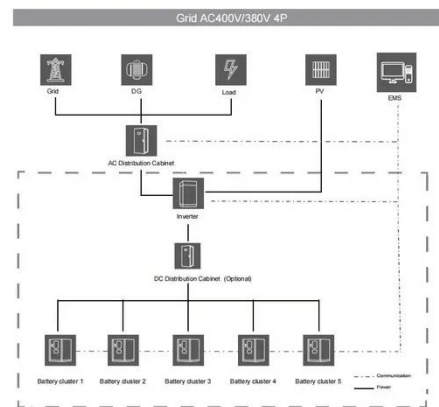 Grid AC400V/380V 4P
Grid
DG
Load
PV
EMS
AC Distribution Cabinet
Inverter
DC Distribution Cabinet (Optional)
Battery cluster 1
Battery cluster 2
Battery cluster 3
Battery cluster 4
Battery cluster 5
Communication
Power